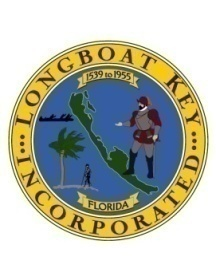 LONGBOAT KEY
1539 to 1955
FLORIDA
INCORPORATED